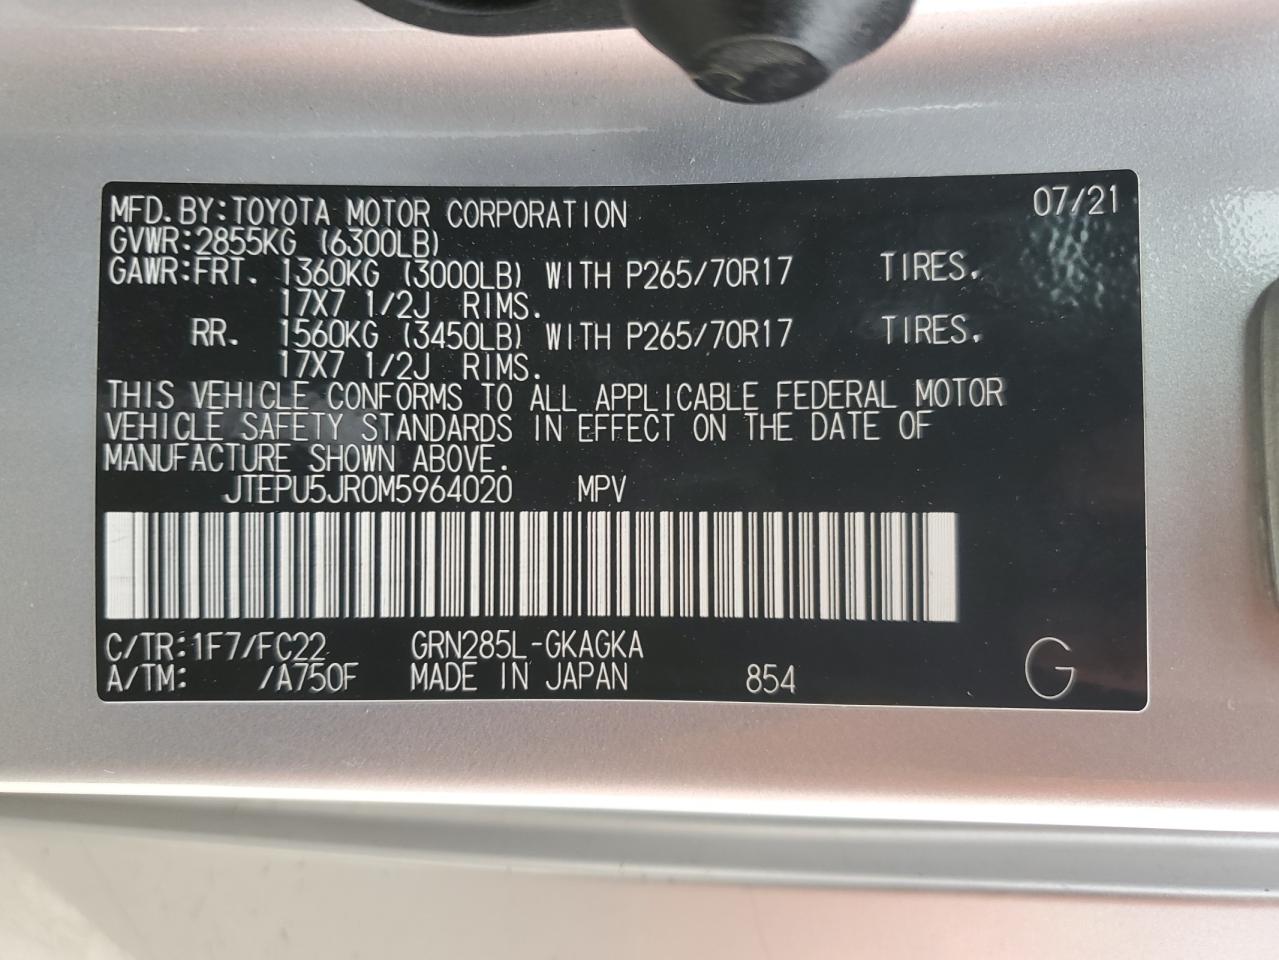 MFD.BY:TOYOTA MOTOR CORPORATION 07/21
GVWR:2855KG (6300LB)
GAWR:FRT. 1360KG (3000LB) WITH P265/70R17 TIRES.
17X7 1/2J RIMS.
RR. 1560KG (3450LB) WITH P265/70R17 TIRES.
17X7 1/2J RIMS.
THIS VEHICLE CONFORMS TO ALL APPLICABLE FEDERAL MOTOR
VEHICLE SAFETY STANDARDS IN EFFECT ON THE DATE OF
MANUFACTURE SHOWN ABOVE.
JTEPU5JR0M5964020 MPV
C/TR:1F7/FC22 GRN285L-GKAGKA
A/TM: /A750F MADE IN JAPAN 854 G